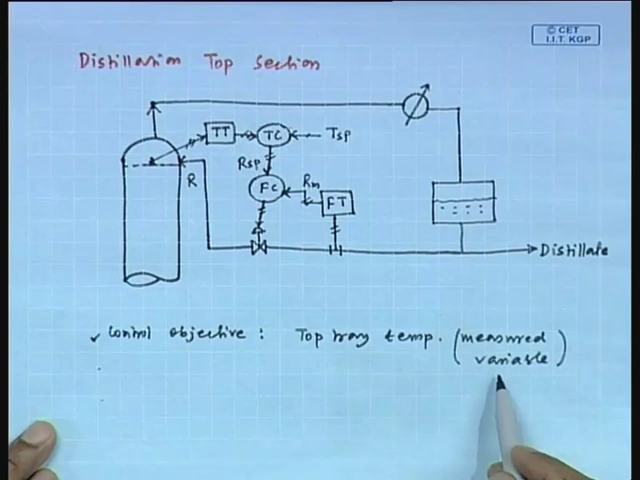 © CET
I.I.T. KGP
Distillation Top Section
TT
TC
Tsp
Rsp
R
FC
Rm
FT
Distillate
✓ Control objective : Top tray temp. (measured
variable)